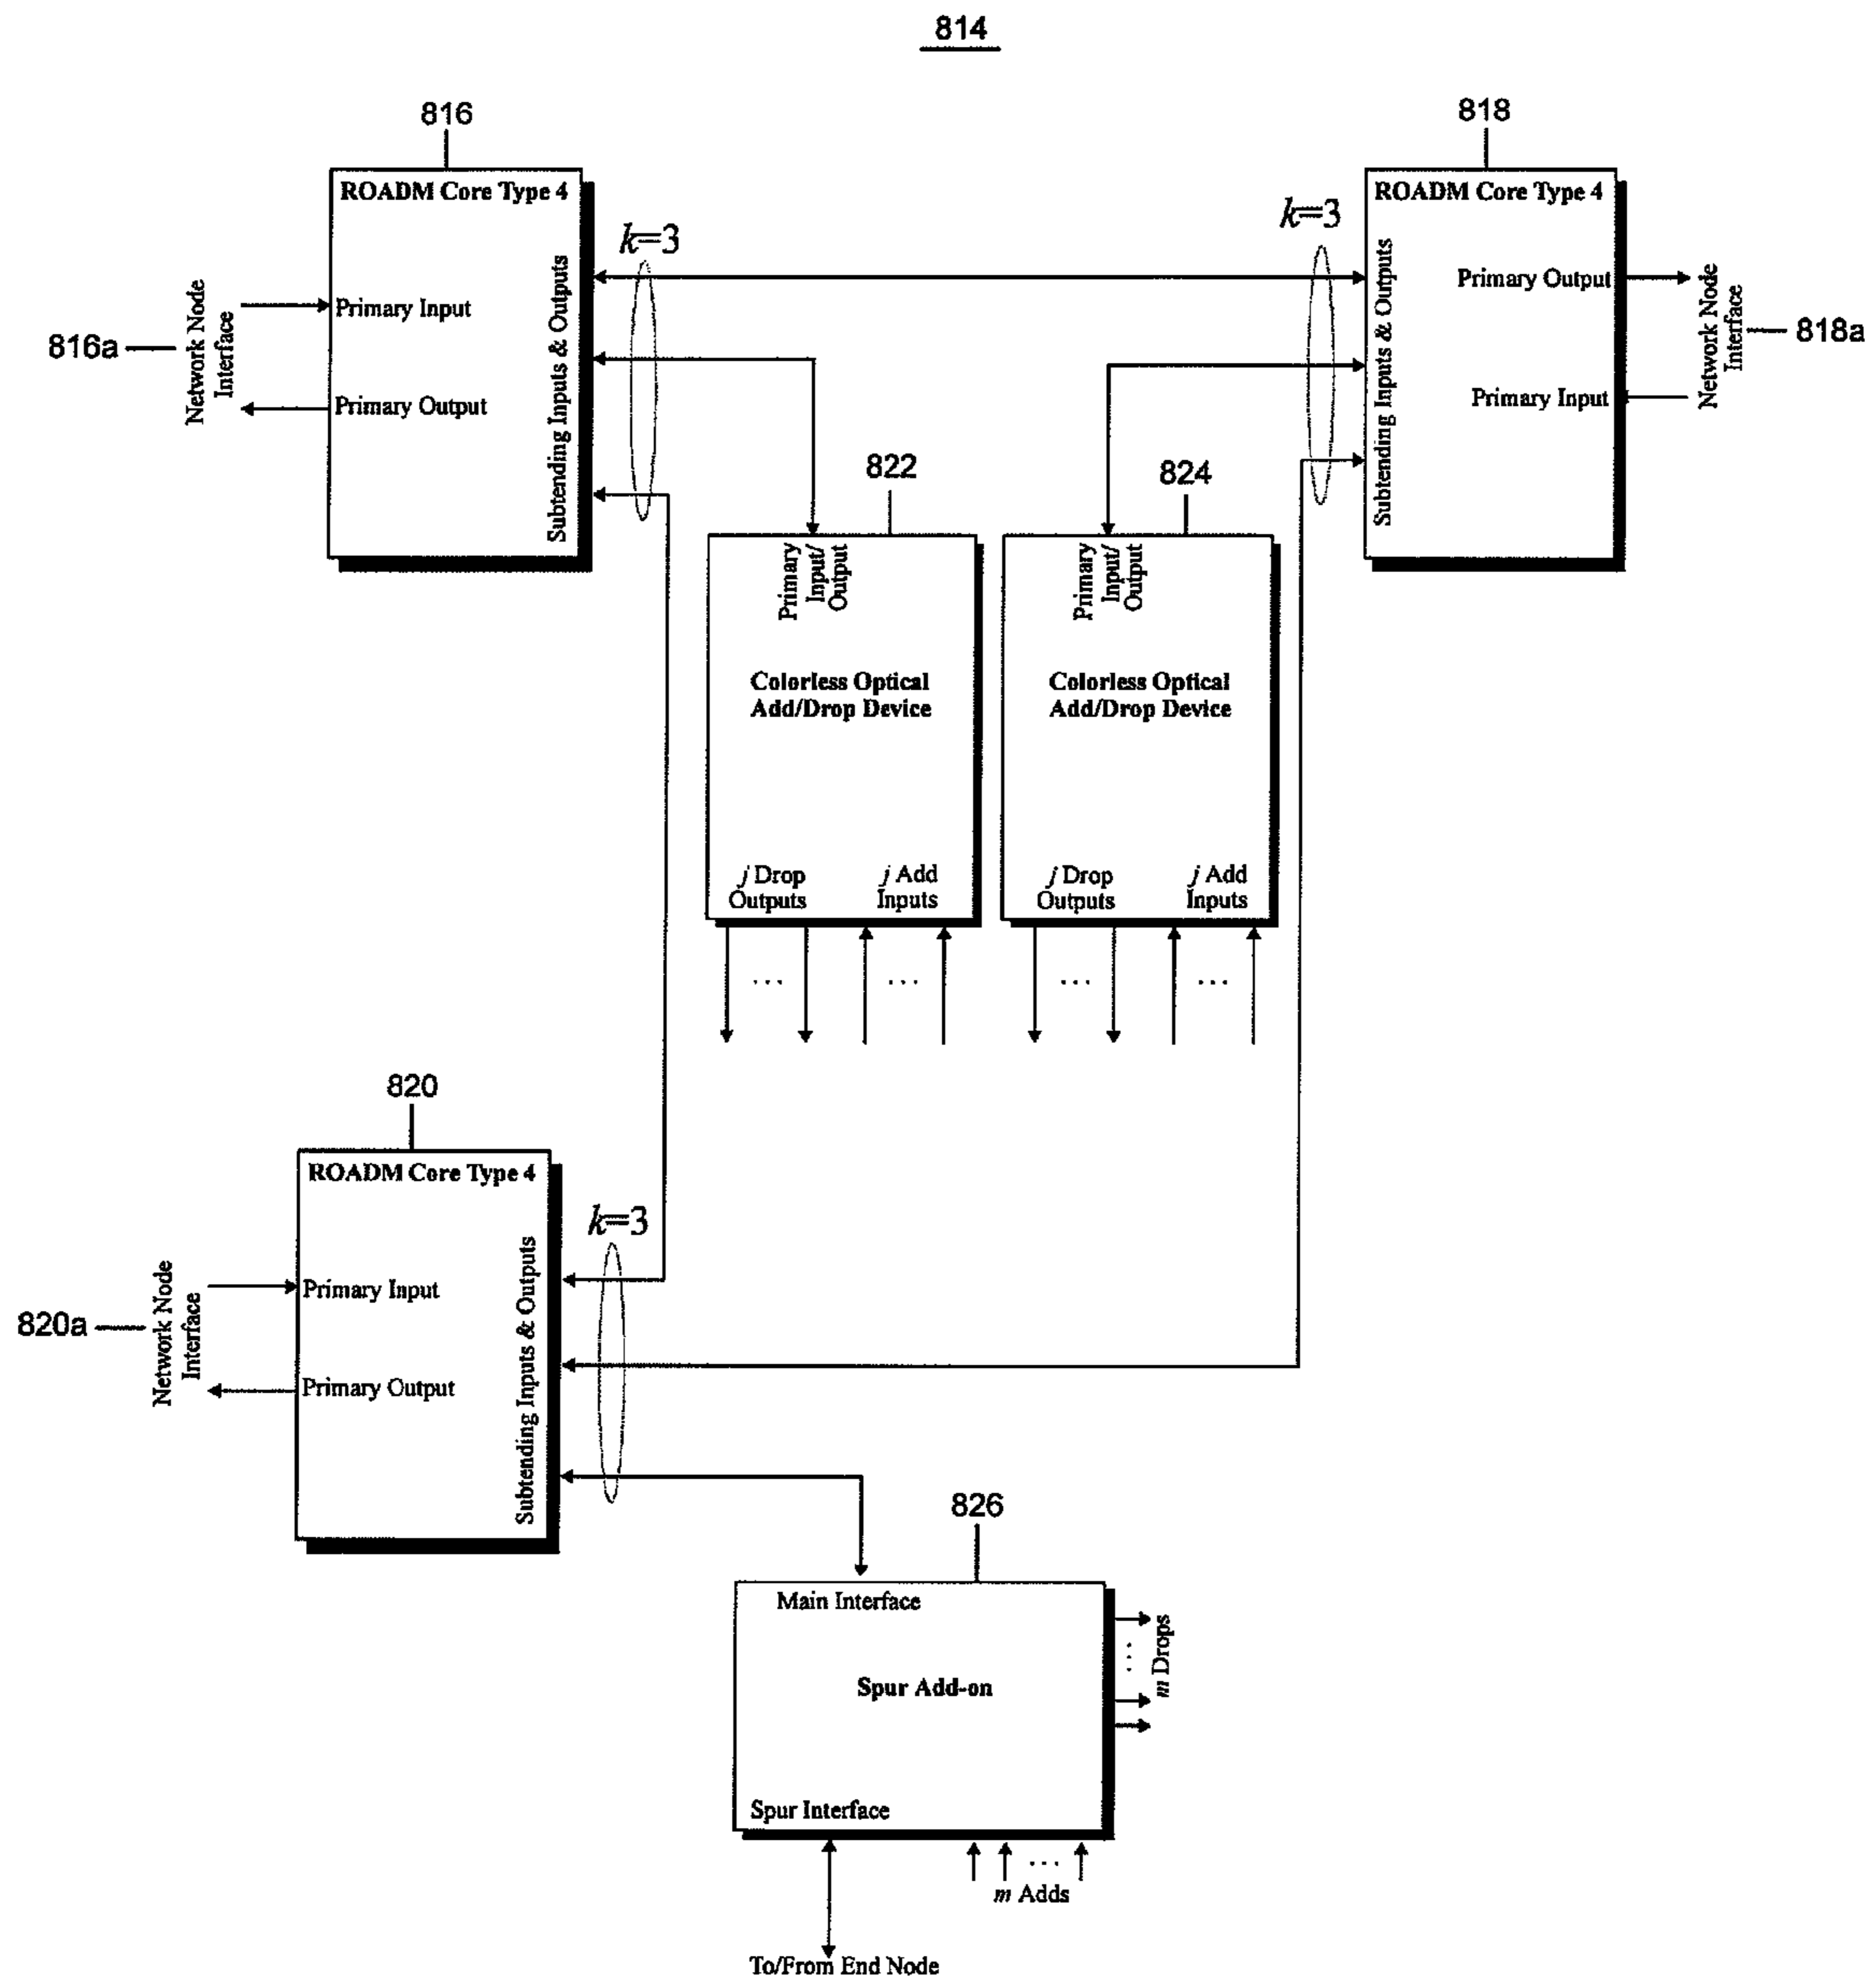 814
816
818
ROADM Core Type 4
ROADM Core Type 4
k=3
k=3
Subtending Inputs & Outputs
Subtending Inputs & Outputs
Primary Input
Primary Output
Primary Output
Primary Input
816a
Network Node
Interface
Network Node
Interface
818a
822
824
Primary
Input/
Output
Primary
Input/
Output
Colorless Optical
Add/Drop Device
Colorless Optical
Add/Drop Device
j Drop
Outputs
j Add
Inputs
j Drop
Outputs
j Add
Inputs
...
...
...
...
820
ROADM Core Type 4
k=3
Subtending Inputs & Outputs
Primary Input
Primary Output
820a
Network Node
Interface
826
Main Interface
Spur Add-on
Spur Interface
...
m Drops
...
m Adds
To/From End Node